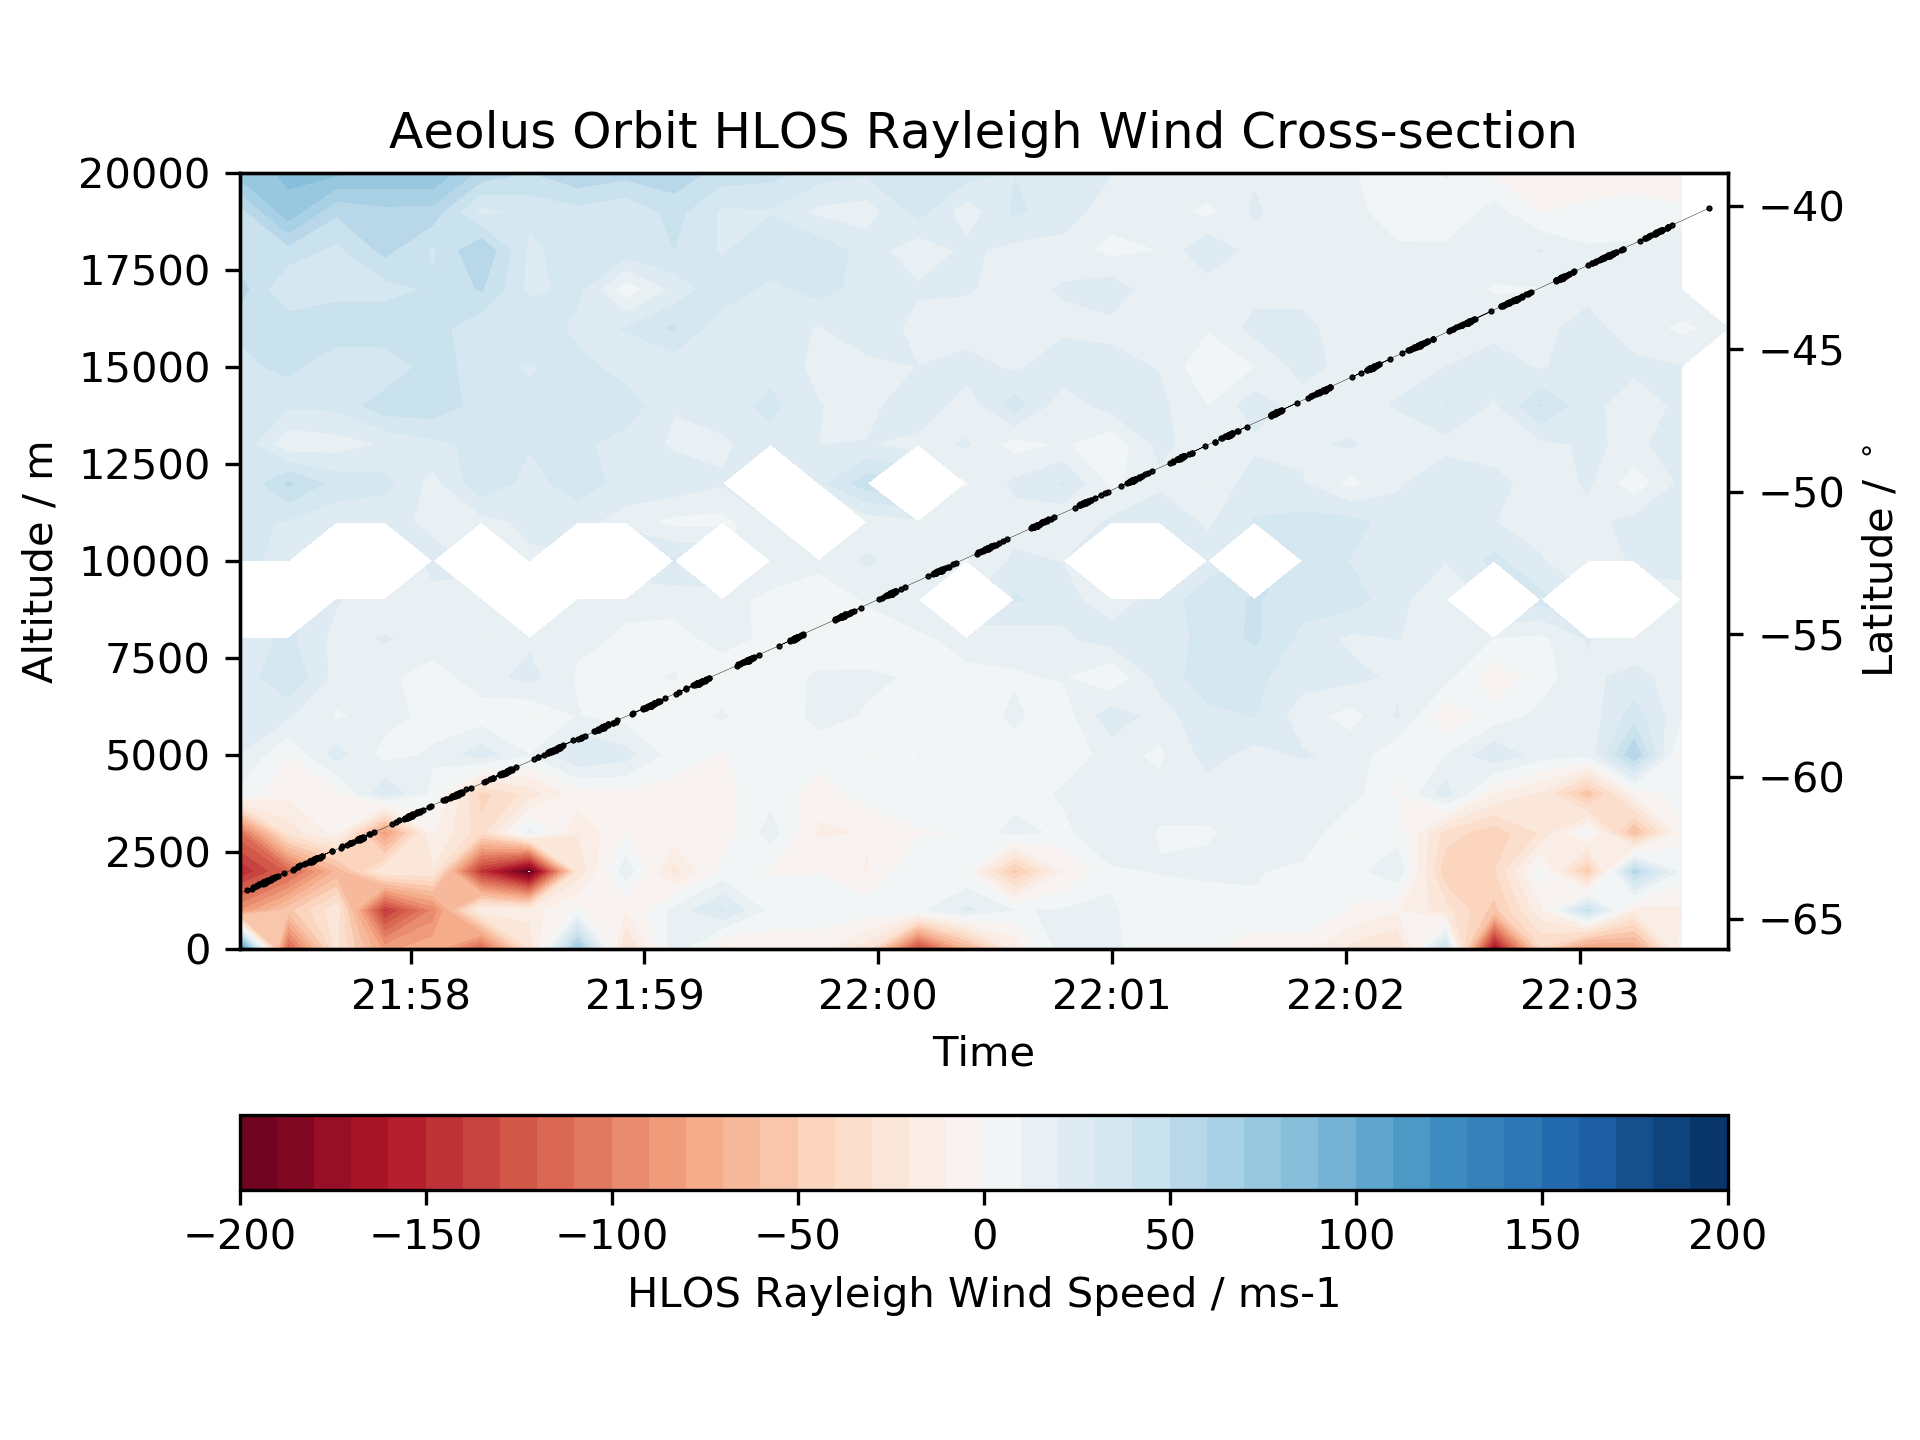 Aeolus Orbit HLOS Rayleigh Wind Cross-section
20000
17500
15000
12500
10000
7500
5000
2500
0
Altitude / m
−40
−45
−50
−55
−60
−65
Latitude / °
21:58 21:59 22:00 22:01 22:02 22:03
Time
−200 −150 −100 −50 0 50 100 150 200
HLOS Rayleigh Wind Speed / ms-1